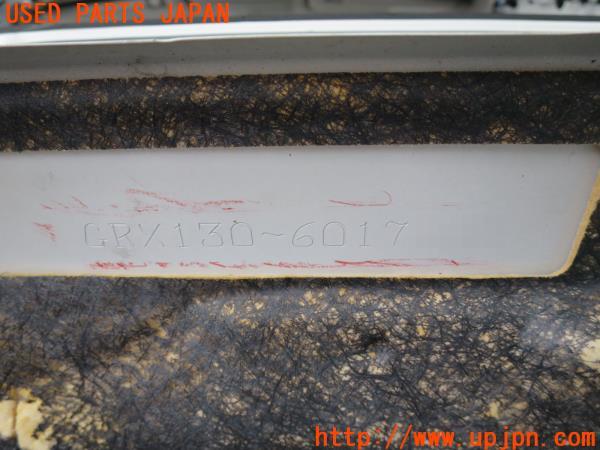 USED PARTS JAPAN
GRX130-6017
http://www.upjpn.com/